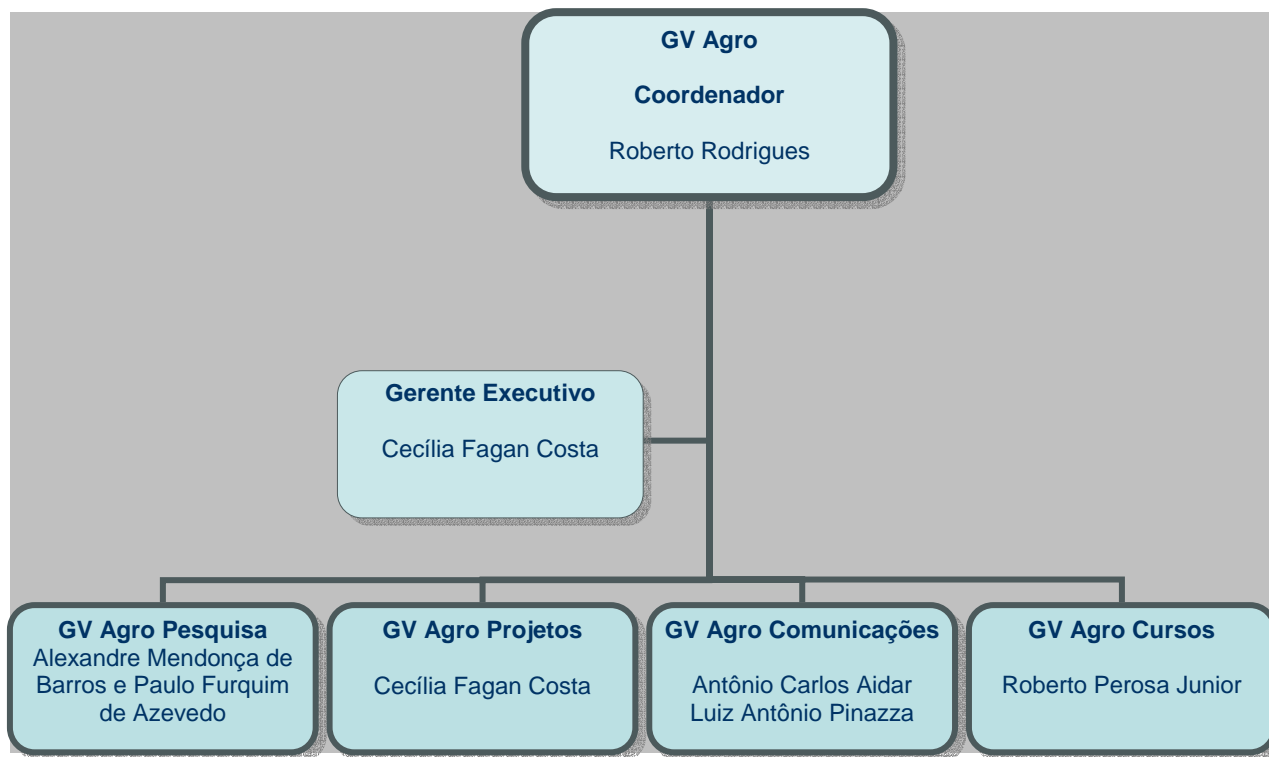 GV Agro
Coordenador
Roberto Rodrigues
Gerente Executivo
Cecília Fagan Costa
GV Agro Pesquisa
Alexandre Mendonça de
Barros e Paulo Furquim
de Azevedo
GV Agro Projetos
Cecília Fagan Costa
GV Agro Comunicações
Antônio Carlos Aidar
Luiz Antônio Pinazza
GV Agro Cursos
Roberto Perosa Junior